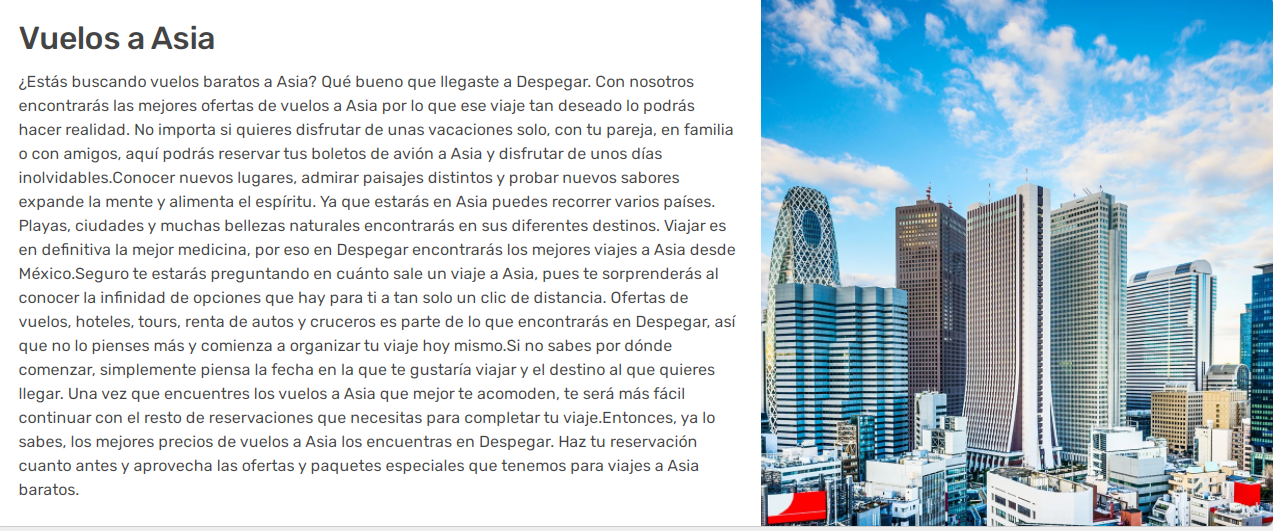 Vuelos a Asia
¿Estás buscando vuelos baratos a Asia? Qué bueno que llegaste a Despegar. Con nosotros
encontrarás las mejores ofertas de vuelos a Asia por lo que ese viaje tan deseado lo podrás
hacer realidad. No importa si quieres disfrutar de unas vacaciones solo, con tu pareja, en familia
o con amigos, aquí podrás reservar tus boletos de avión a Asia y disfrutar de unos días
inolvidables.Conocer nuevos lugares, admirar paisajes distintos y probar nuevos sabores
expande la mente y alimenta el espíritu. Ya que estarás en Asia puedes recorrer varios países.
Playas, ciudades y muchas bellezas naturales encontrarás en sus diferentes destinos. Viajar es
en definitiva la mejor medicina, por eso en Despegar encontrarás los mejores viajes a Asia desde
México.Seguro te estarás preguntando en cuánto sale un viaje a Asia, pues te sorprenderás al
conocer la infinidad de opciones que hay para ti a tan solo un clic de distancia. Ofertas de
vuelos, hoteles, tours, renta de autos y cruceros es parte de lo que encontrarás en Despegar, así
que no lo pienses más y comienza a organizar tu viaje hoy mismo.Si no sabes por dónde
comenzar, simplemente piensa la fecha en la que te gustaría viajar y el destino al que quieres
llegar. Una vez que encuentres los vuelos a Asia que mejor te acomoden, te será más fácil
continuar con el resto de reservaciones que necesitas para completar tu viaje.Entonces, ya lo
sabes, los mejores precios de vuelos a Asia los encuentras en Despegar. Haz tu reservación
cuanto antes y aprovecha las ofertas y paquetes especiales que tenemos para viajes a Asia
baratos.